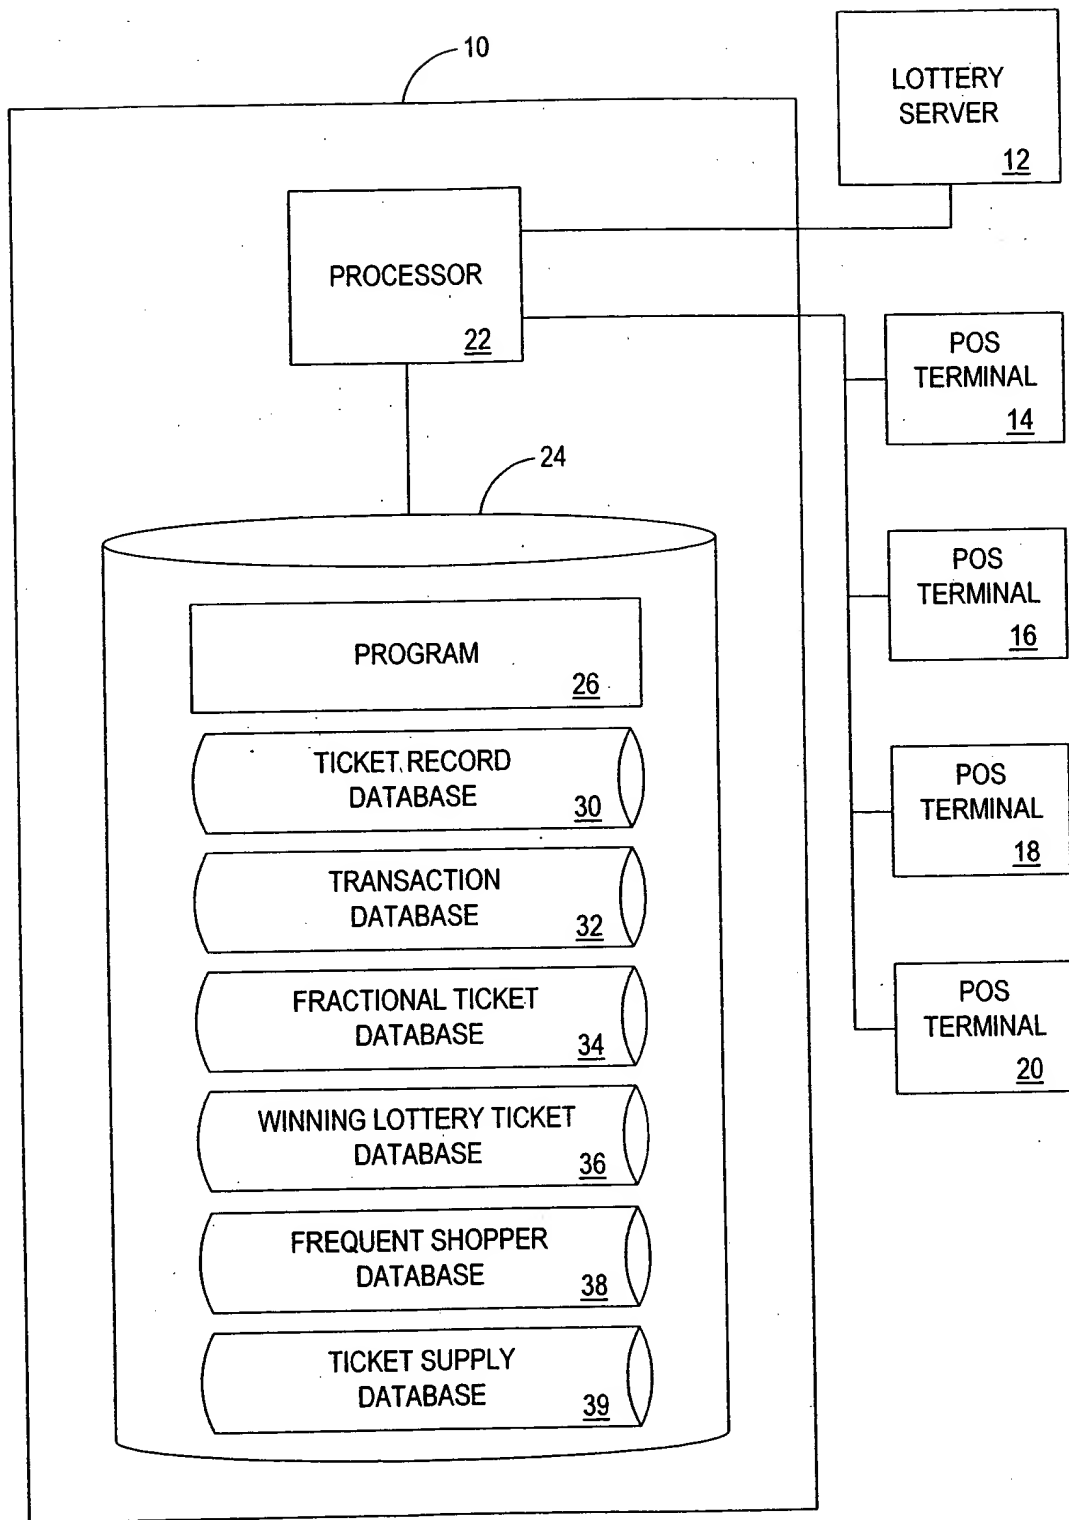 10
LOTTERY
SERVER
12
PROCESSOR
22
POS
TERMINAL
14
24
POS
TERMINAL
16
PROGRAM
26
TICKET RECORD
DATABASE
30
POS
TERMINAL
18
TRANSACTION
DATABASE
32
FRACTIONAL TICKET
DATABASE
34
POS
TERMINAL
20
WINNING LOTTERY TICKET
DATABASE
36
FREQUENT SHOPPER
DATABASE
38
TICKET SUPPLY
DATABASE
39